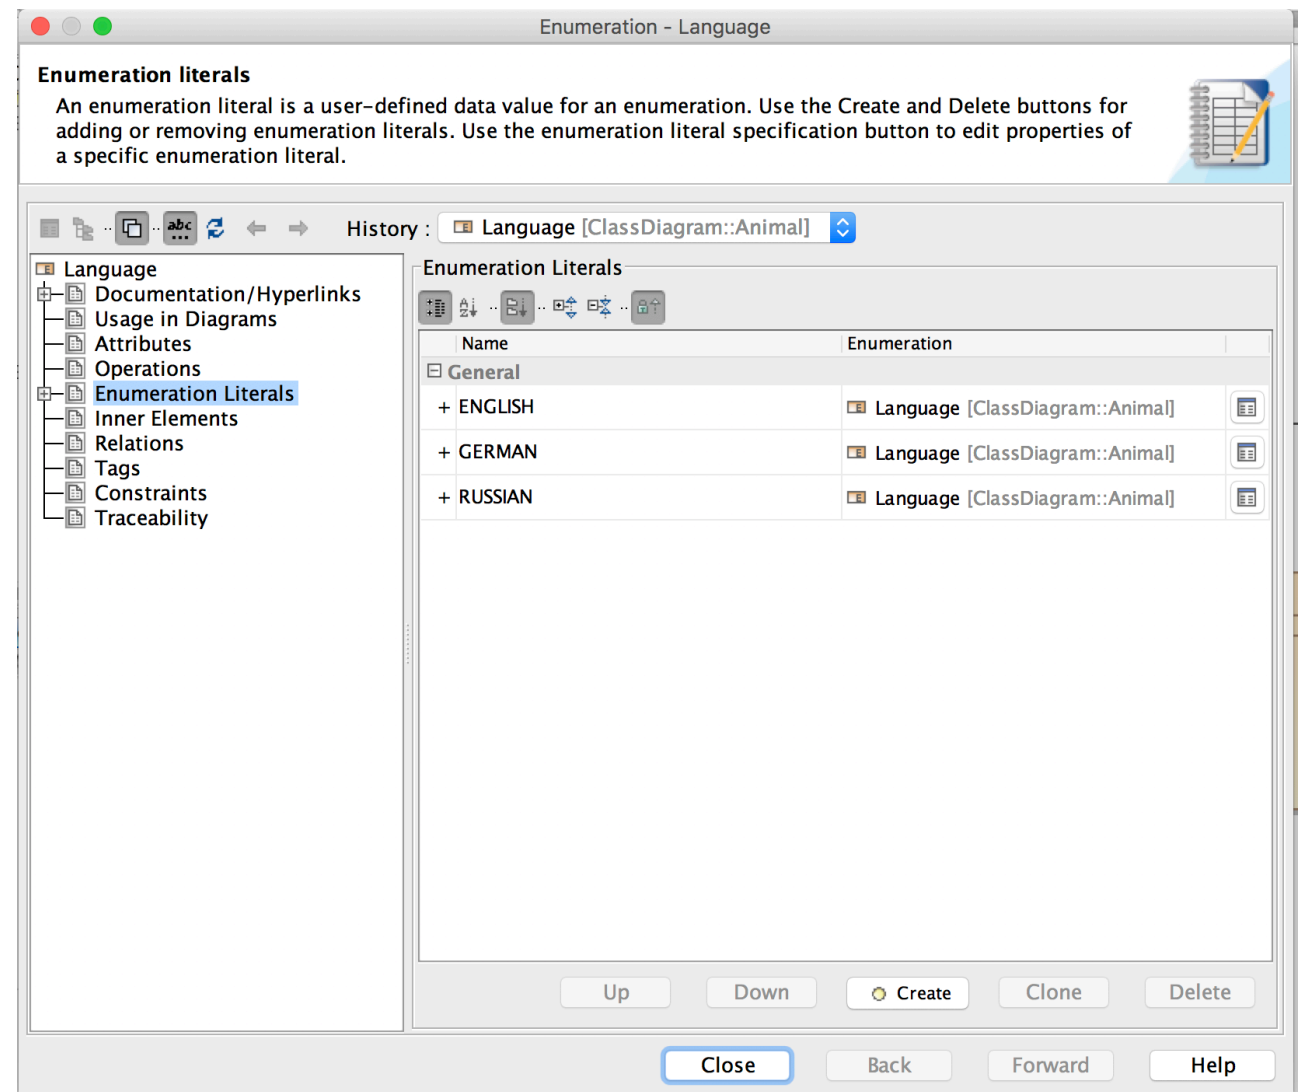 Enumeration - Language
Enumeration literals
An enumeration literal is a user-defined data value for an enumeration. Use the Create and Delete buttons for
adding or removing enumeration literals. Use the enumeration literal specification button to edit properties of
a specific enumeration literal.
abc History : E Language [ClassDiagram::Animal]
E Language
Documentation/Hyperlinks
Usage in Diagrams
Attributes
Operations
Enumeration Literals
Inner Elements
Relations
Tags
Constraints
Traceability
Enumeration Literals
A
Z
Name Enumeration
General
+ ENGLISH E Language [ClassDiagram::Animal]
+ GERMAN E Language [ClassDiagram::Animal]
+ RUSSIAN E Language [ClassDiagram::Animal]
Up Down Create Clone Delete
Close Back Forward Help